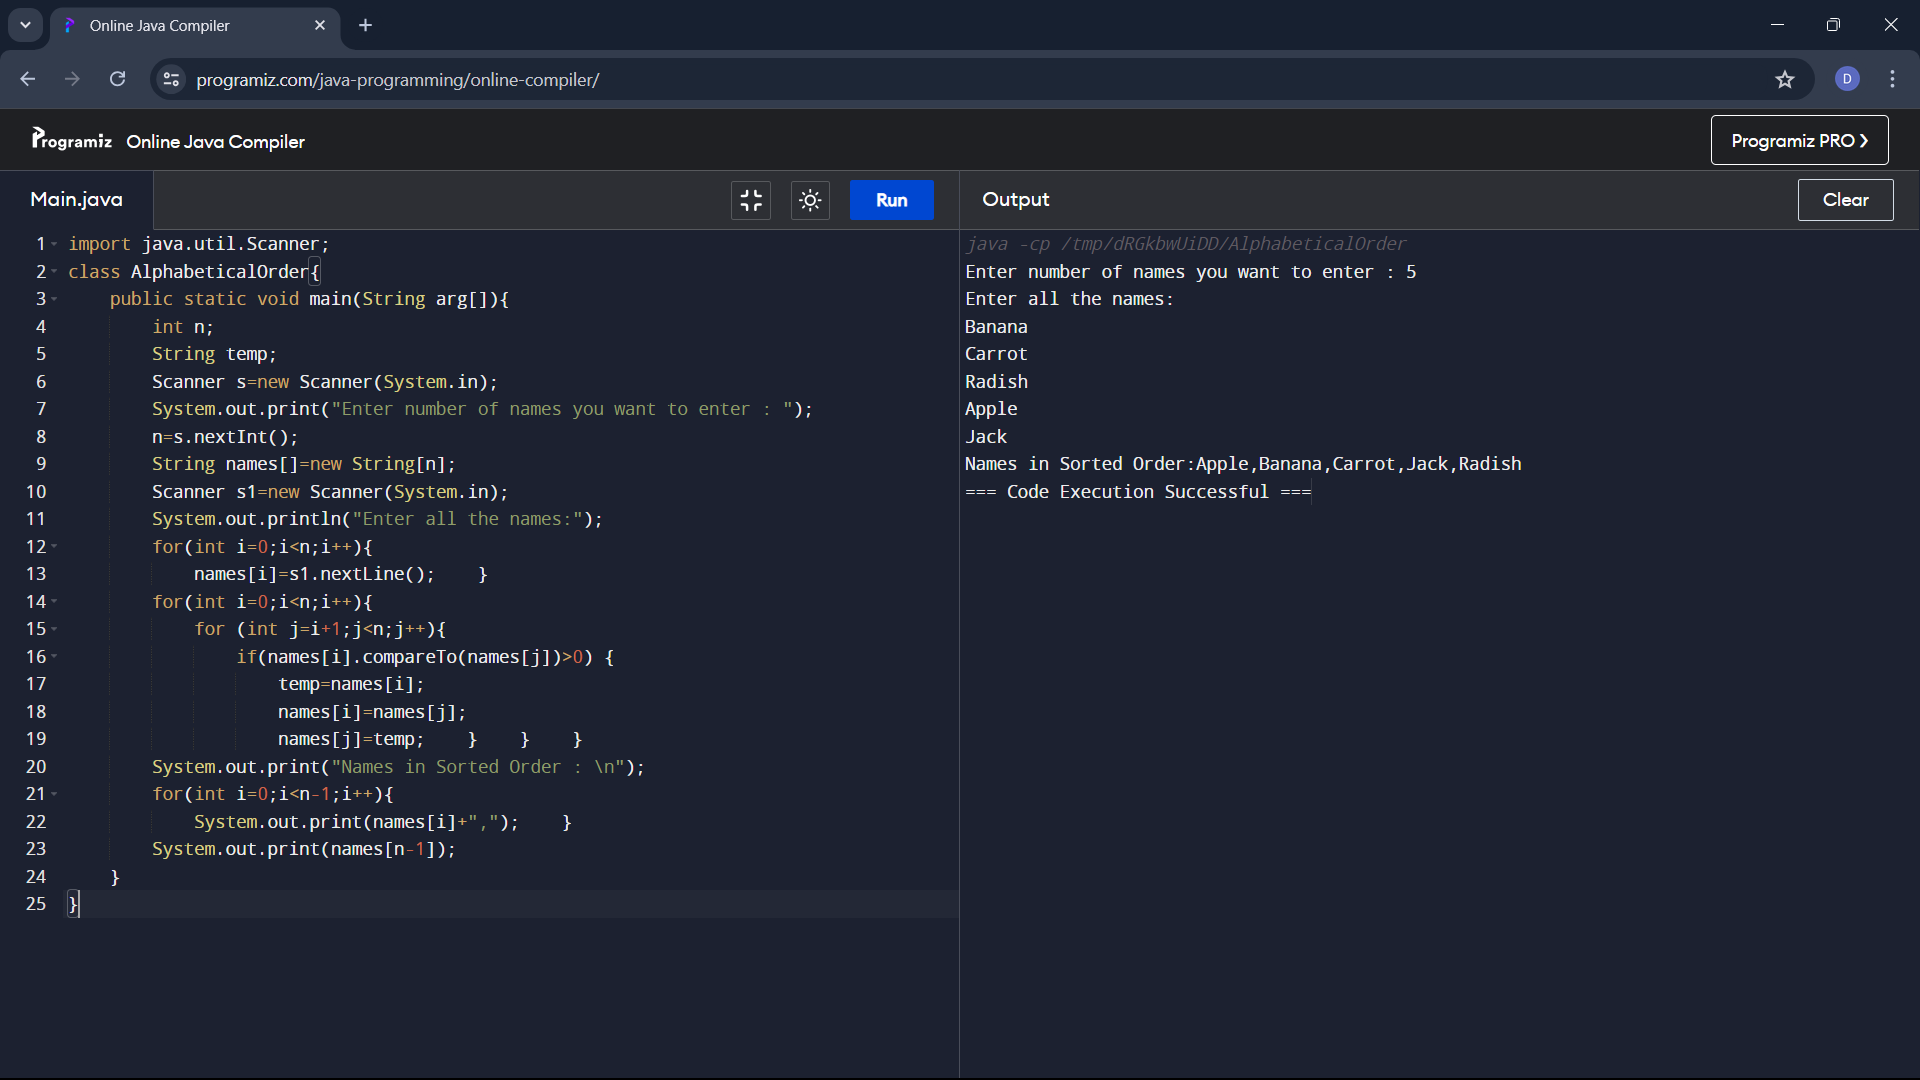 Online Java Compiler
programiz.com/java-programming/online-compiler/
D
Programiz Online Java Compiler
Programiz PRO ❯
Main.java
Run
1 import java.util.Scanner;
2 class AlphabeticalOrder{
3 public static void main(String arg[]){
4 int n;
5 String temp;
6 Scanner s=new Scanner(System.in);
7 System.out.print("Enter number of names you want to enter : ");
8 n=s.nextInt();
9 String names[]=new String[n];
10 Scanner s1=new Scanner(System.in);
11 System.out.println("Enter all the names:");
12 for(int i=0;i<n;i++){
13 names[i]=s1.nextLine();    }
14 for(int i=0;i<n;i++){
15 for (int j=i+1;j<n;j++){
16 if(names[i].compareTo(names[j])>0) {
17 temp=names[i];
18 names[i]=names[j];
19 names[j]=temp;    }    }    }
20 System.out.print("Names in Sorted Order : \n");
21 for(int i=0;i<n-1;i++){
22 System.out.print(names[i]+",");    }
23 System.out.print(names[n-1]);
24 }
25 }
Output
Clear
java -cp /tmp/dRGkbwUiDD/AlphabeticalOrder
Enter number of names you want to enter : 5
Enter all the names:
Banana
Carrot
Radish
Apple
Jack
Names in Sorted Order:Apple,Banana,Carrot,Jack,Radish
=== Code Execution Successful ===